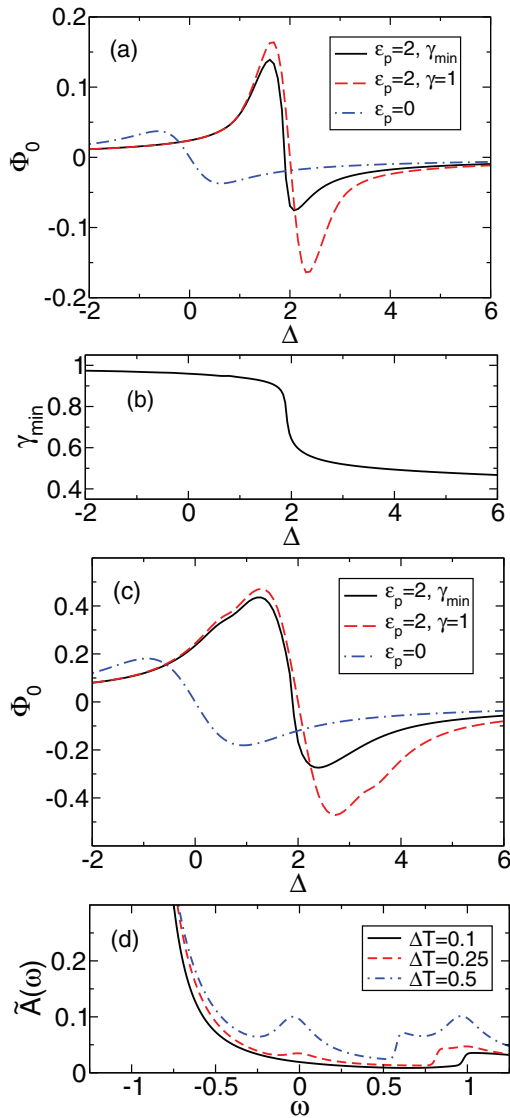 (a)
ε_p=2, γ_min
ε_p=2, γ=1
ε_p=0
0.2
0.1
0
-0.1
-0.2
Φ_0
-2 0 2 4 6
Δ
(b)
1
0.8
0.6
0.4
γ_min
-2 0 2 4 6
Δ
(c)
ε_p=2, γ_min
ε_p=2, γ=1
ε_p=0
0.4
0.2
0
-0.2
-0.4
Φ_0
-2 0 2 4 6
Δ
(d)
ΔT=0.1
ΔT=0.25
ΔT=0.5
0.2
0.1
0
Ã(ω)
-1 -0.5 0 0.5 1
ω